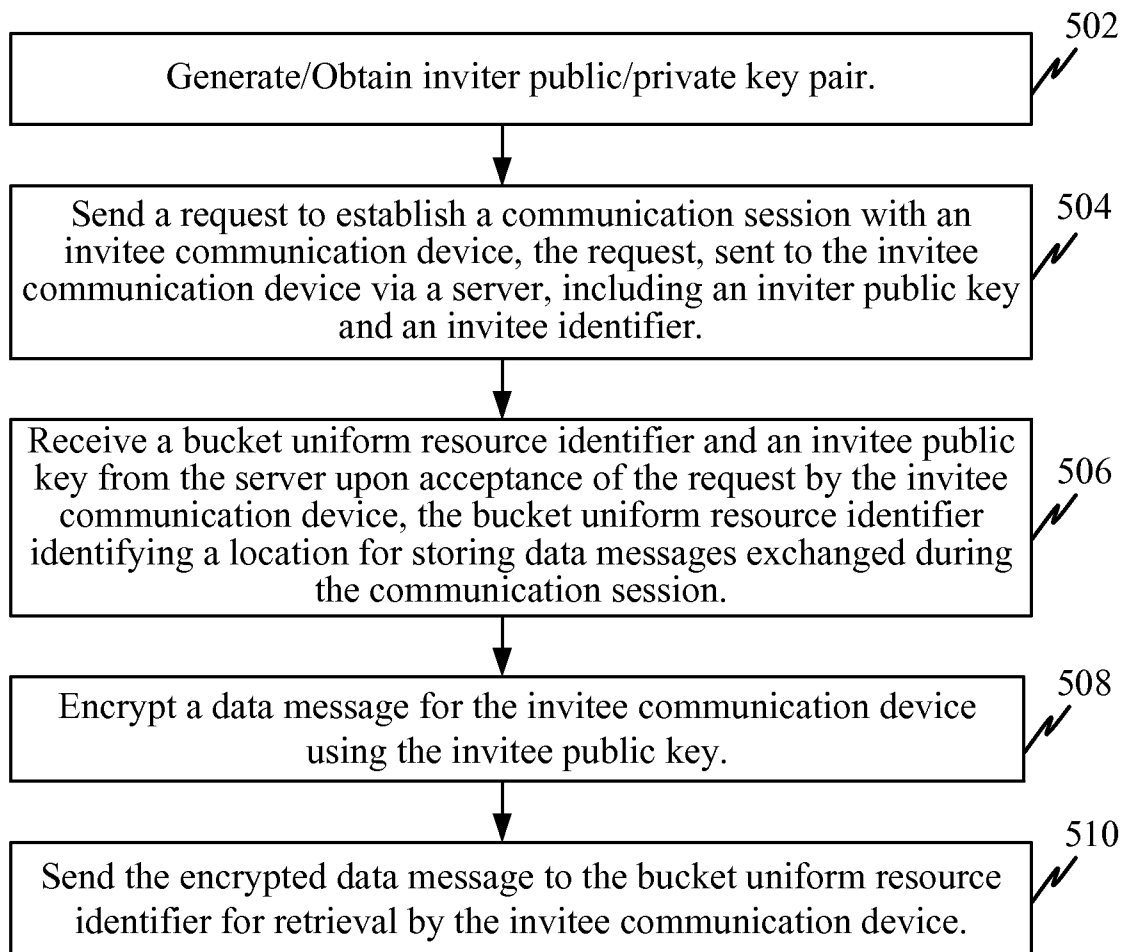 502
Generate/Obtain inviter public/private key pair.
504
Send a request to establish a communication session with an
invitee communication device, the request, sent to the invitee
communication device via a server, including an inviter public key
and an invitee identifier.
506
Receive a bucket uniform resource identifier and an invitee public
key from the server upon acceptance of the request by the invitee
communication device, the bucket uniform resource identifier
identifying a location for storing data messages exchanged during
the communication session.
508
Encrypt a data message for the invitee communication device
using the invitee public key.
510
Send the encrypted data message to the bucket uniform resource
identifier for retrieval by the invitee communication device.